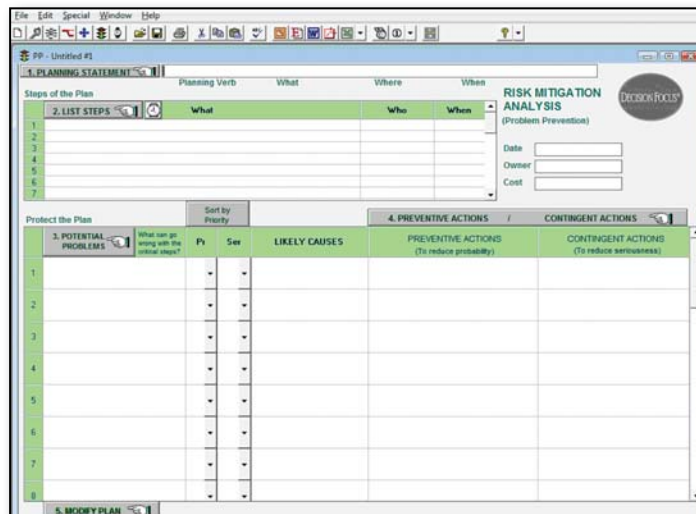 File Edit Special Window Help
PP - Untitled #1
1. PLANNING STATEMENT
Planning Verb What Where When
Steps of the Plan
2. LIST STEPS What Who When
1
2
3
4
5
6
7
RISK MITIGATION
ANALYSIS
(Problem Prevention)
DECISION FOCUS
Date
Owner
Cost
Protect the Plan
Sort by
Priority
4. PREVENTIVE ACTIONS / CONTINGENT ACTIONS
3. POTENTIAL
PROBLEMS
What can go
wrong with the
critical steps?
Pr Ser LIKELY CAUSES
PREVENTIVE ACTIONS
(To reduce probability)
CONTINGENT ACTIONS
(To reduce seriousness)
1
2
3
4
5
6
7
8
5. MODIFY PLAN